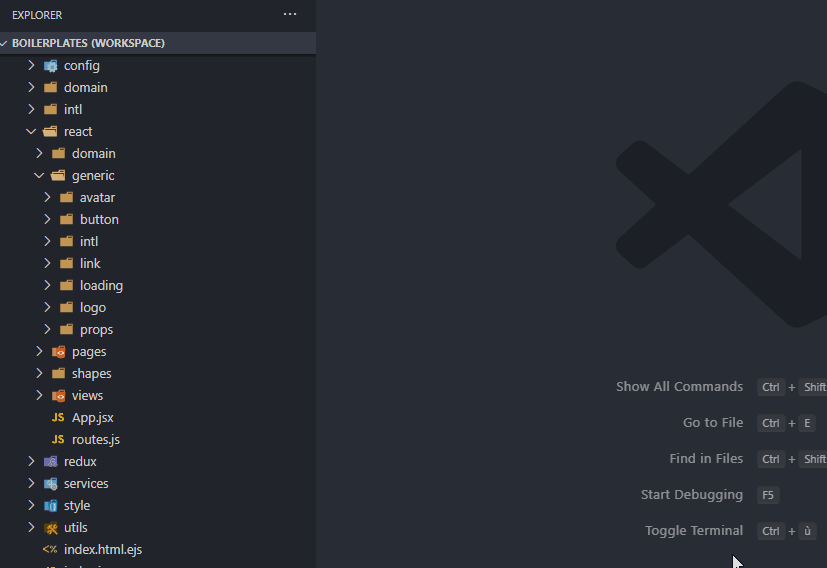 EXPLORER ···
BOILERPLATES (WORKSPACE)
config
domain
intl
react
domain
generic
avatar
button
intl
link
loading
logo
props
pages
shapes
views
JS App.jsx
JS routes.js
redux
services
style
utils
<%> index.html.ejs
Show All Commands Ctrl + Shift
Go to File Ctrl + E
Find in Files Ctrl + Shift
Start Debugging F5
Toggle Terminal Ctrl + ù